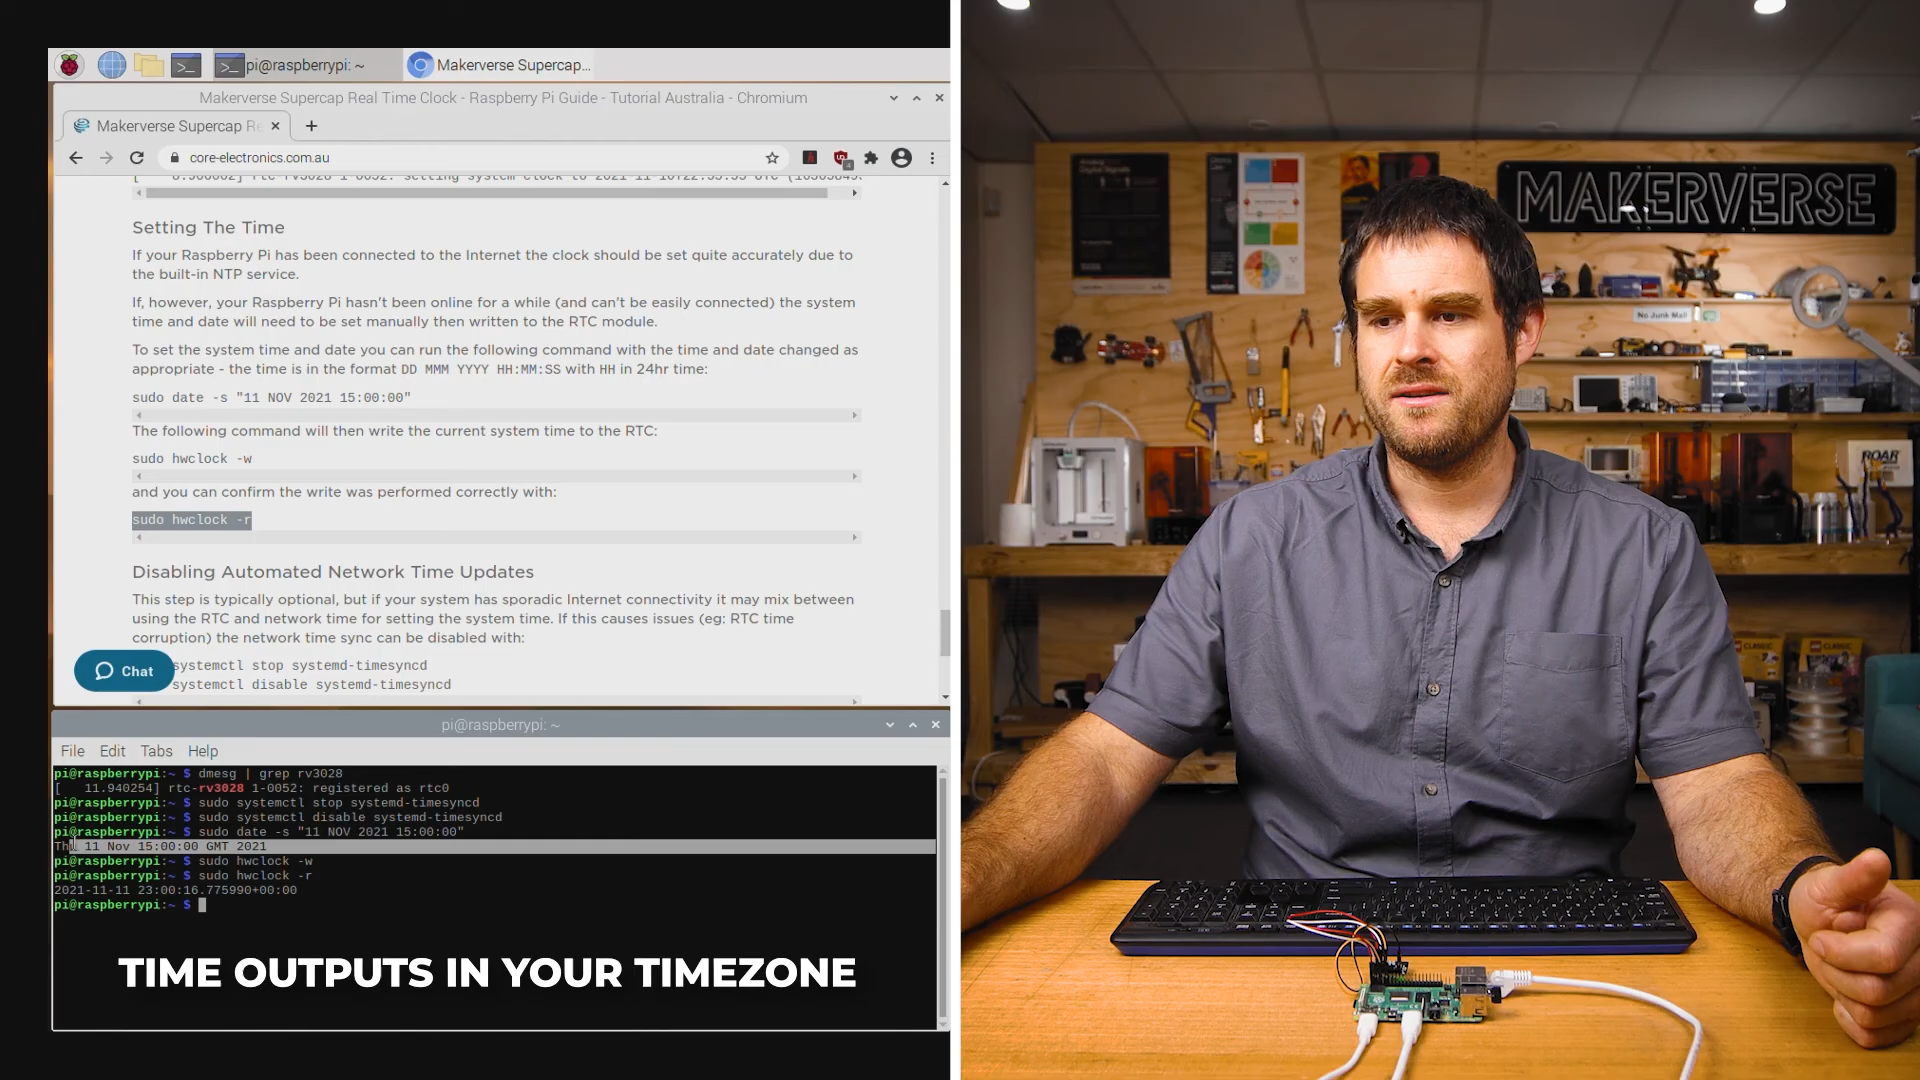 pi@raspberrypi: ~
Makerverse Supercap...
Makerverse Supercap Real Time Clock - Raspberry Pi Guide - Tutorial Australia - Chromium
Makerverse Supercap Re
core-electronics.com.au
Setting The Time
If your Raspberry Pi has been connected to the Internet the clock should be set quite accurately due to
the built-in NTP service.
If, however, your Raspberry Pi hasn't been online for a while (and can't be easily connected) the system
time and date will need to be set manually then written to the RTC module.
To set the system time and date you can run the following command with the time and date changed as
appropriate - the time is in the format DD MMM YYYY HH:MM:SS with HH in 24hr time:
sudo date -s "11 NOV 2021 15:00:00"
The following command will then write the current system time to the RTC:
sudo hwclock -w
and you can confirm the write was performed correctly with:
sudo hwclock -r
Disabling Automated Network Time Updates
This step is typically optional, but if your system has sporadic Internet connectivity it may mix between
using the RTC and network time for setting the system time. If this causes issues (eg: RTC time
corruption) the network time sync can be disabled with:
systemctl stop systemd-timesyncd
systemctl disable systemd-timesyncd
Chat
pi@raspberrypi: ~
File Edit Tabs Help
pi@raspberrypi:~ $ dmesg | grep rv3028
[   11.940254] rtc-rv3028 1-0052: registered as rtc0
pi@raspberrypi:~ $ sudo systemctl stop systemd-timesyncd
pi@raspberrypi:~ $ sudo systemctl disable systemd-timesyncd
pi@raspberrypi:~ $ sudo date -s "11 NOV 2021 15:00:00"
Thu 11 Nov 15:00:00 GMT 2021
pi@raspberrypi:~ $ sudo hwclock -w
pi@raspberrypi:~ $ sudo hwclock -r
2021-11-11 23:00:16.775990+00:00
pi@raspberrypi:~ $
TIME OUTPUTS IN YOUR TIMEZONE
MAKERVERSE
No Junk Mail
ROAR
CLASSIC
CLASSIC